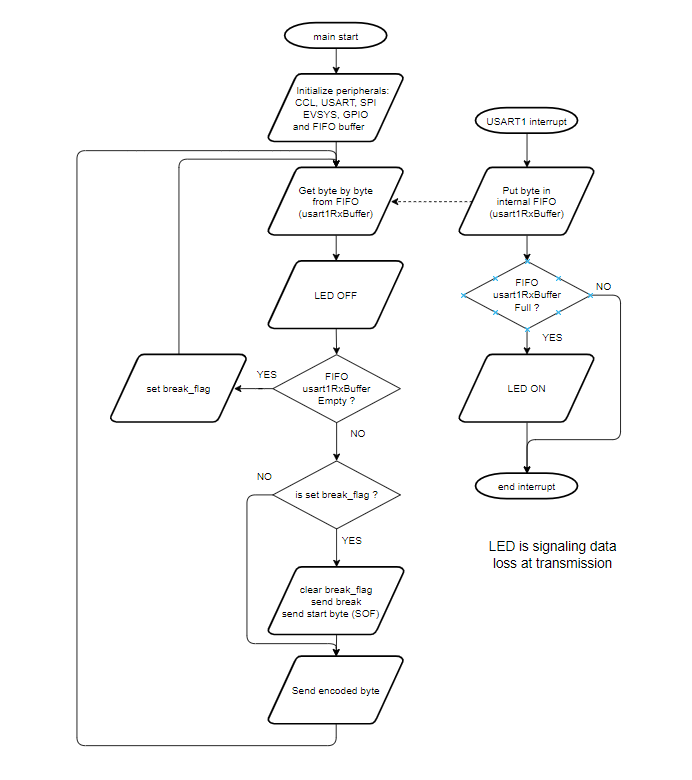 main start
Initialize peripherals:
CCL, USART, SPI
EVSYS, GPIO
and FIFO buffer
Get byte by byte
from FIFO
(usart1RxBuffer)
LED OFF
FIFO
usart1RxBuffer
Empty ?
YES
set break_flag
NO
is set break_flag ?
NO
YES
clear break_flag
send break
send start byte (SOF)
Send encoded byte
USART1 interrupt
Put byte in
internal FIFO
(usart1RxBuffer)
FIFO
usart1RxBuffer
Full ?
NO
YES
LED ON
end interrupt
LED is signaling data
loss at transmission